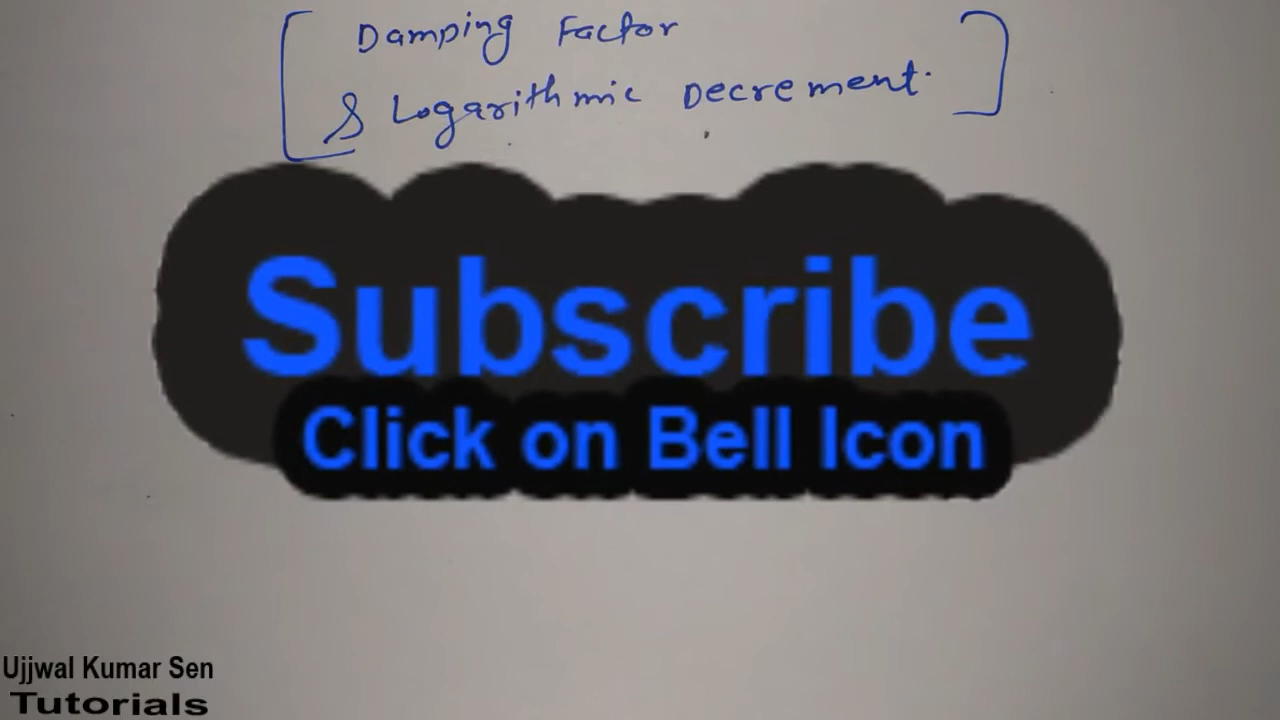 Damping Factor
& Logarithmic Decrement.
Subscribe
Click on Bell Icon
Ujjwal Kumar Sen
Tutorials